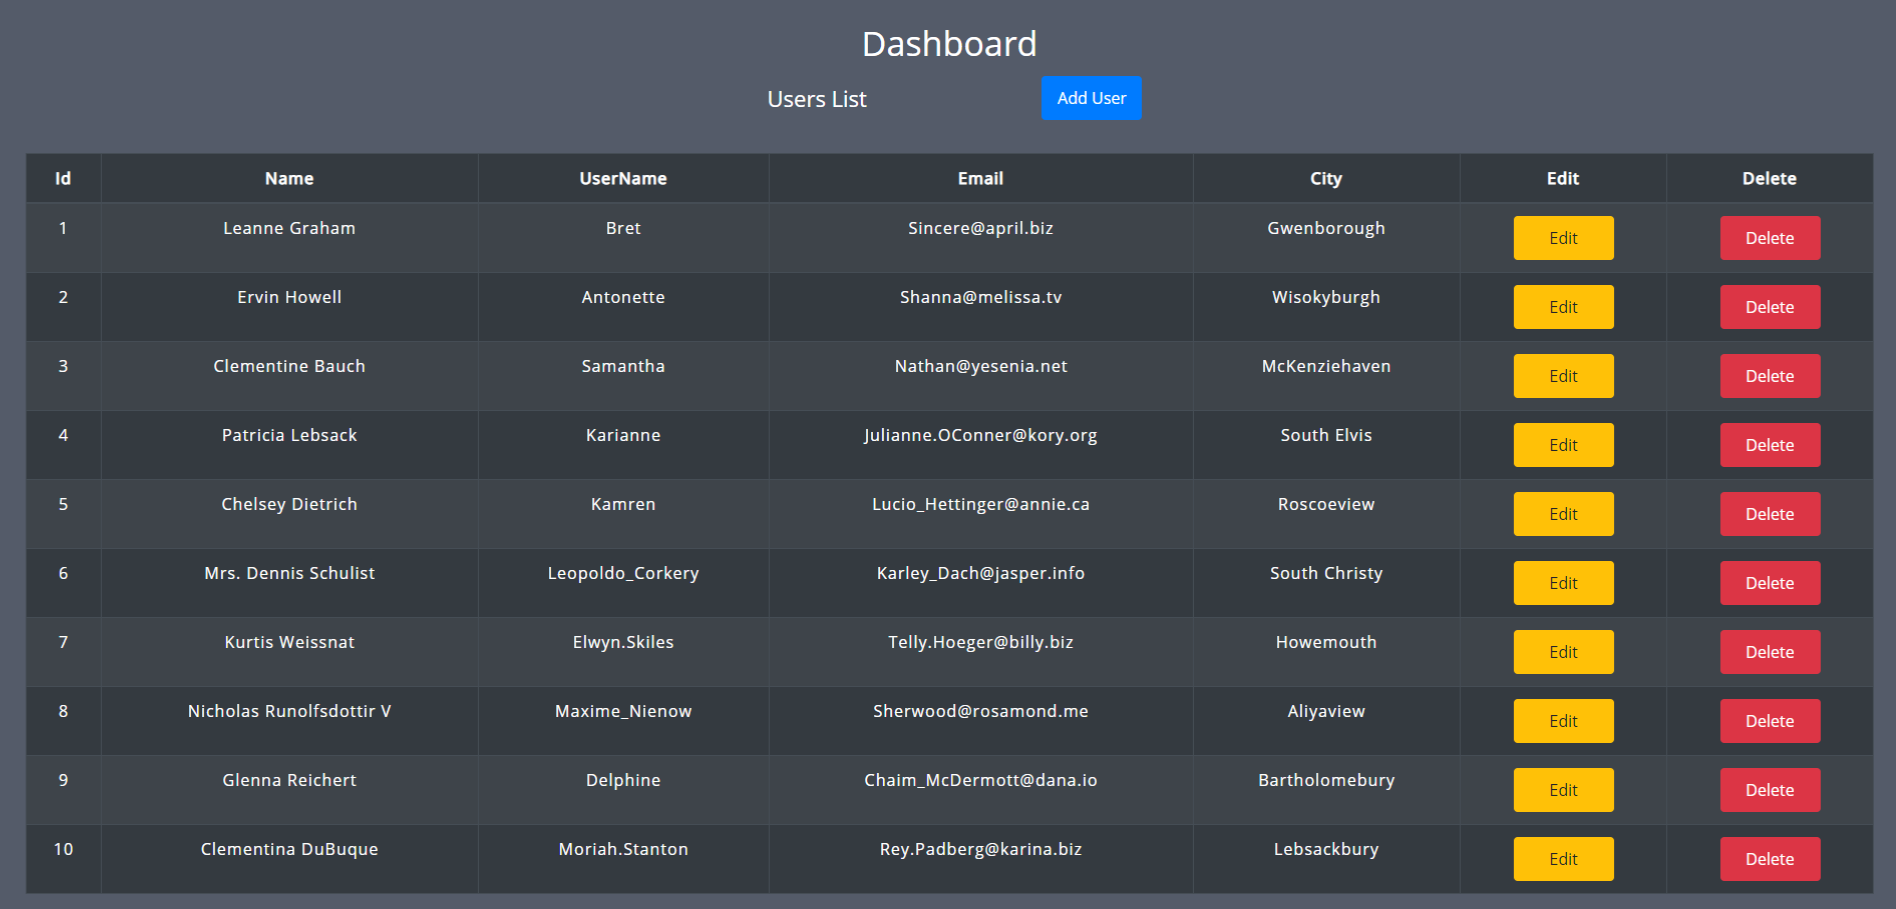 Dashboard
Users List Add User
Id Name UserName Email City Edit Delete
1 Leanne Graham Bret Sincere@april.biz Gwenborough Edit Delete
2 Ervin Howell Antonette Shanna@melissa.tv Wisokyburgh Edit Delete
3 Clementine Bauch Samantha Nathan@yesenia.net McKenziehaven Edit Delete
4 Patricia Lebsack Karianne Julianne.OConner@kory.org South Elvis Edit Delete
5 Chelsey Dietrich Kamren Lucio_Hettinger@annie.ca Roscoeview Edit Delete
6 Mrs. Dennis Schulist Leopoldo_Corkery Karley_Dach@jasper.info South Christy Edit Delete
7 Kurtis Weissnat Elwyn.Skiles Telly.Hoeger@billy.biz Howemouth Edit Delete
8 Nicholas Runolfsdottir V Maxime_Nienow Sherwood@rosamond.me Aliyaview Edit Delete
9 Glenna Reichert Delphine Chaim_McDermott@dana.io Bartholomebury Edit Delete
10 Clementina DuBuque Moriah.Stanton Rey.Padberg@karina.biz Lebsackbury Edit Delete